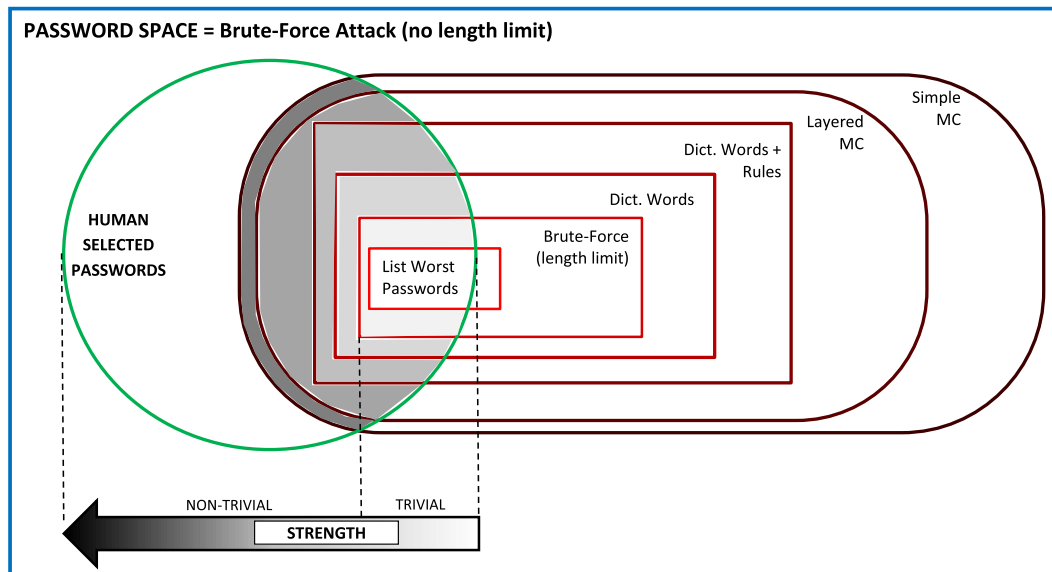 PASSWORD SPACE = Brute-Force Attack (no length limit)
Simple
MC
Layered
MC
Dict. Words +
Rules
Dict. Words
HUMAN
SELECTED
PASSWORDS
Brute-Force
(length limit)
List Worst
Passwords
NON-TRIVIAL
TRIVIAL
STRENGTH